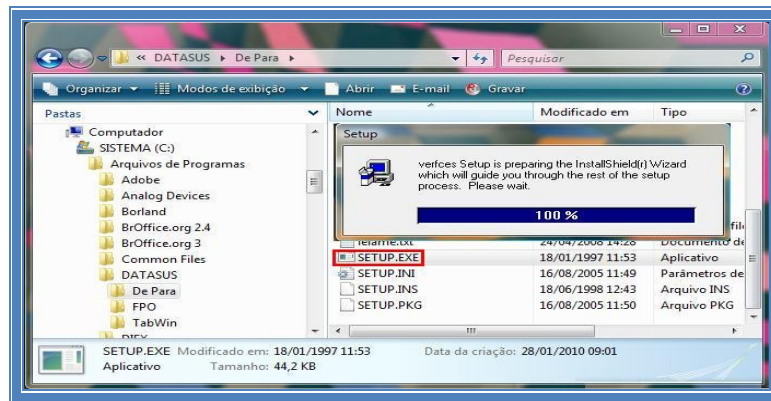 « DATASUS ▸ De Para ▸
Pesquisar
Organizar
Modos de exibição
Abrir
E-mail
Gravar
Pastas
Nome
Modificado em
Tipo
Computador
SISTEMA (C:)
Arquivos de Programas
Adobe
Analog Devices
Borland
BrOffice.org 2.4
BrOffice.org 3
Common Files
DATASUS
De Para
FPO
TabWin
Setup
verfces Setup is preparing the InstallShield(r) Wizard
which will guide you through the rest of the setup
process. Please wait.
100 %
leiame.txt 24/04/2008 14:28 Documento de
SETUP.EXE 18/01/1997 11:53 Aplicativo
SETUP.INI 16/08/2005 11:49 Parâmetros de
SETUP.INS 18/06/1998 12:43 Arquivo INS
SETUP.PKG 16/08/2005 11:50 Arquivo PKG
SETUP.EXE Modificado em: 18/01/1997 11:53 Data da criação: 28/01/2010 09:01
Aplicativo Tamanho: 44,2 KB